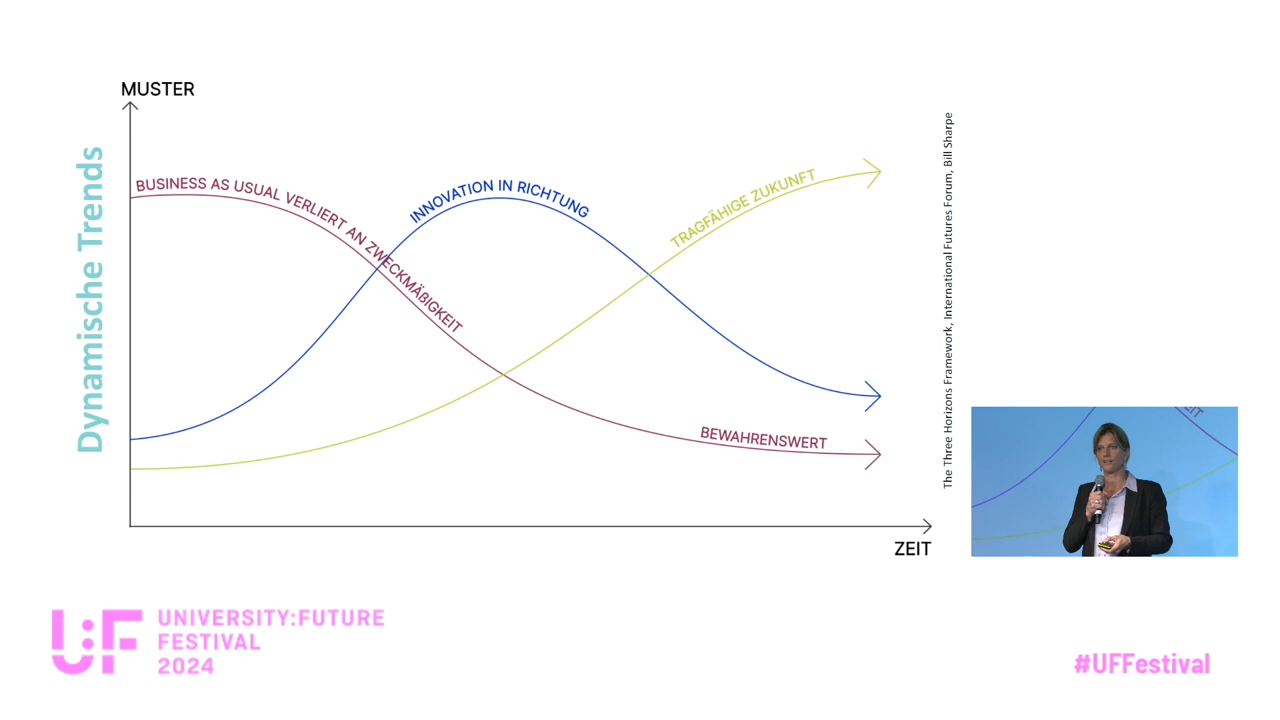 MUSTER
Dynamische Trends
BUSINESS AS USUAL VERLIERT AN ZWECKMÄßIGKEIT
INNOVATION IN RICHTUNG
TRAGFÄHIGE ZUKUNFT
BEWAHRENSWERT
ZEIT
The Three Horizons Framework, International Futures Forum, Bill Sharpe
U:F
UNIVERSITY:FUTURE
FESTIVAL
2024
#UFFestival